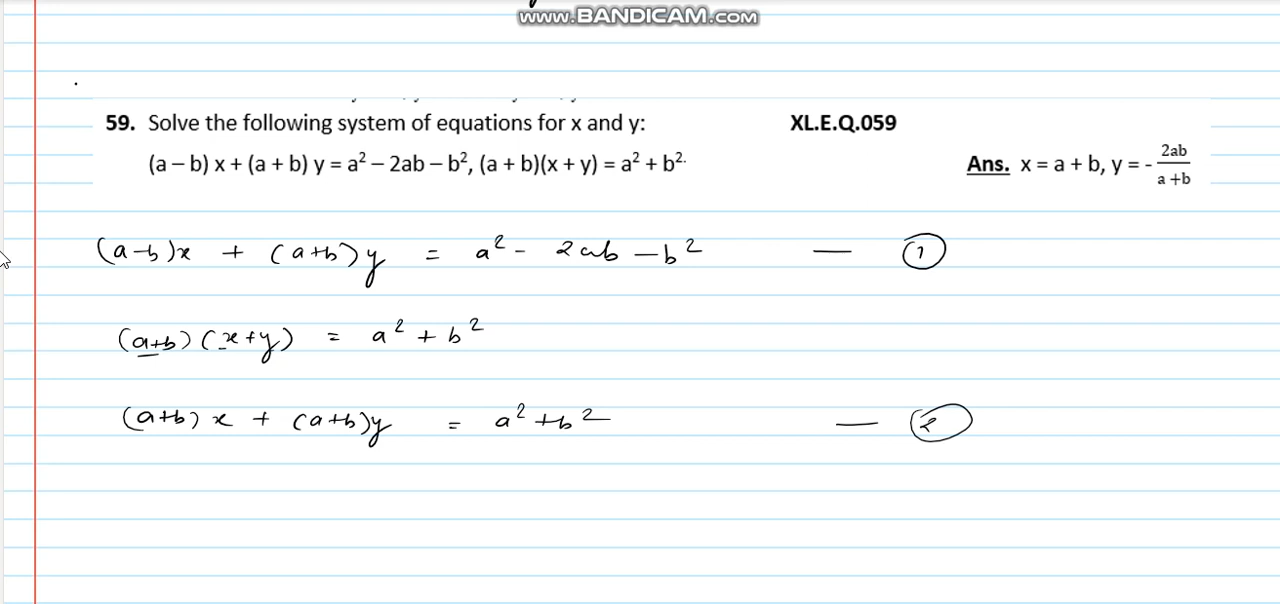 www.BANDICAM.com
59. Solve the following system of equations for x and y: XL.E.Q.059
(a – b) x + (a + b) y = a² – 2ab – b², (a + b)(x + y) = a² + b². Ans. x = a + b, y = - 2ab / a +b
(a-b)x + (a+b)y = a² - 2ab - b² — ①
(a+b) (x+y) = a² + b²
(a+b) x + (a+b)y = a² + b² — ②